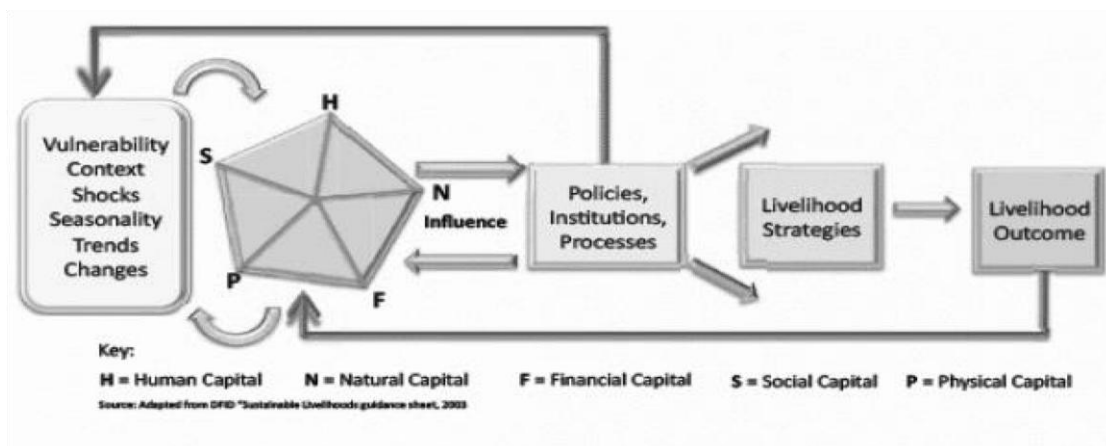 Vulnerability
Context
Shocks
Seasonality
Trends
Changes
H
S
N
P
F
Influence
Policies,
Institutions,
Processes
Livelihood
Strategies
Livelihood
Outcome
Key:
H = Human Capital N = Natural Capital F = Financial Capital S = Social Capital P = Physical Capital
Source: Adapted from DFID "Sustainable Livelihoods guidance sheet, 2003